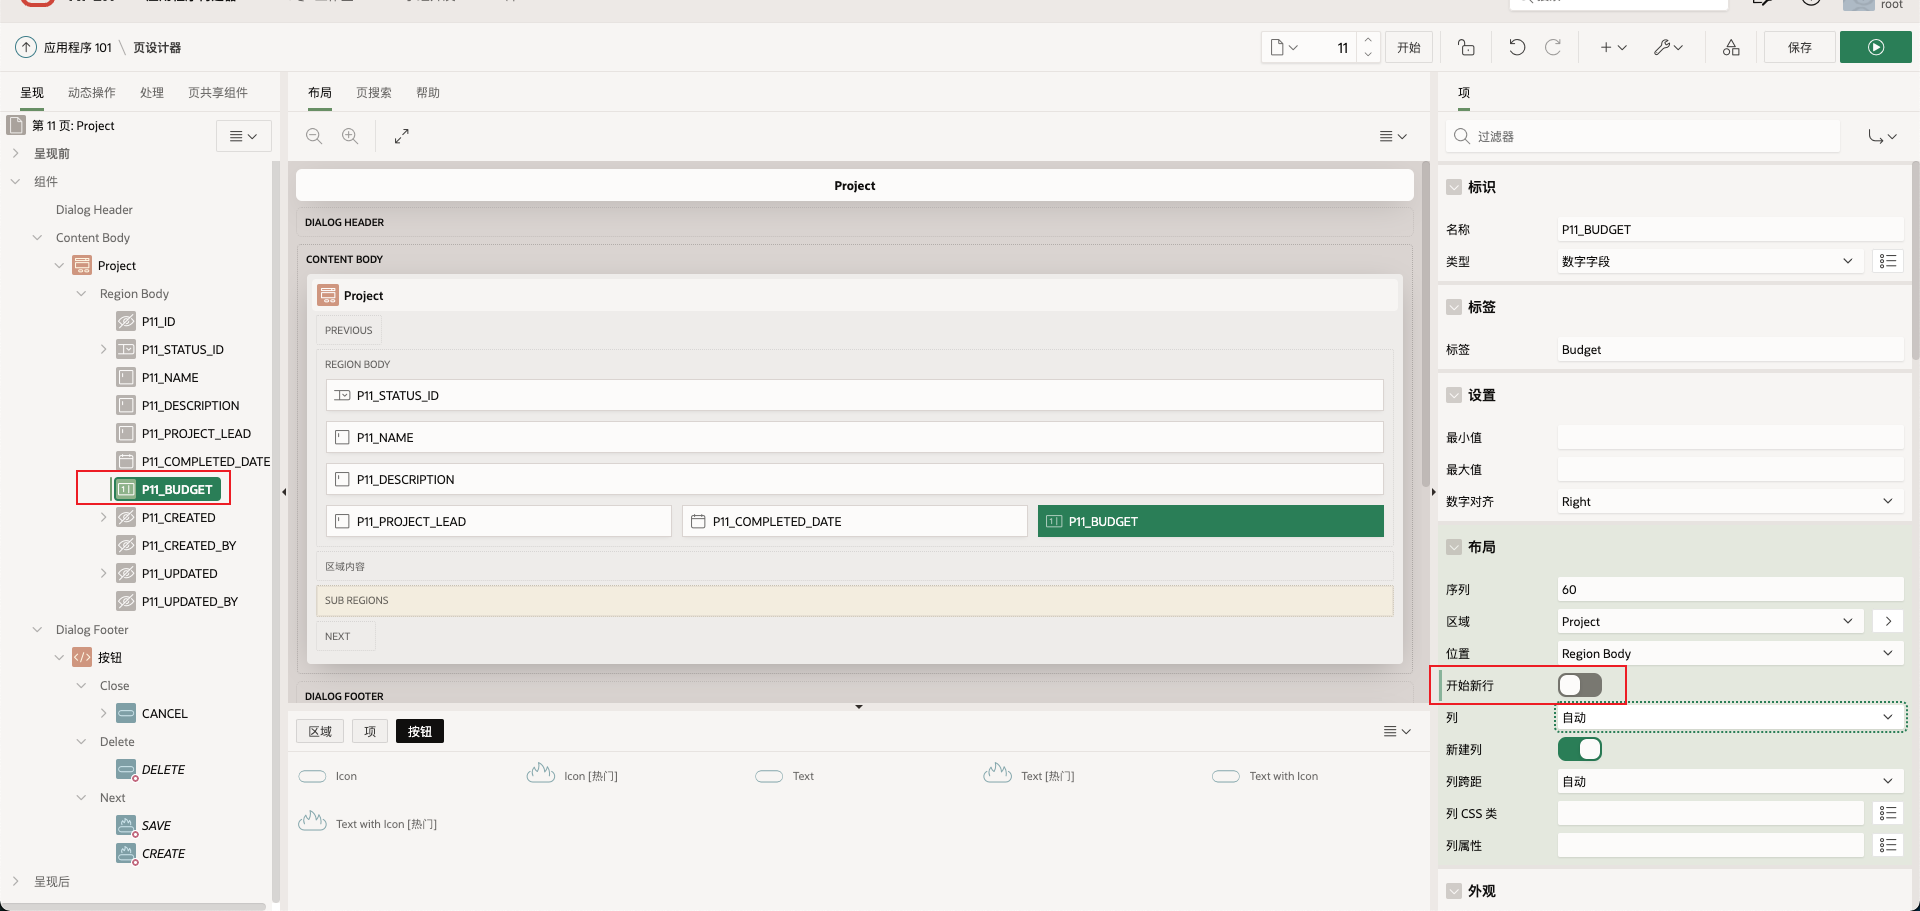 root
应用程序 101 \ 页设计器
11
开始
保存
呈现
动态操作
处理
页共享组件
第 11 页: Project
呈现前
组件
Dialog Header
Content Body
Project
Region Body
P11_ID
P11_STATUS_ID
P11_NAME
P11_DESCRIPTION
P11_PROJECT_LEAD
P11_COMPLETED_DATE
P11_BUDGET
P11_CREATED
P11_CREATED_BY
P11_UPDATED
P11_UPDATED_BY
Dialog Footer
按钮
Close
CANCEL
Delete
DELETE
Next
SAVE
CREATE
呈现后
布局
页搜索
帮助
Project
DIALOG HEADER
CONTENT BODY
Project
PREVIOUS
REGION BODY
P11_STATUS_ID
P11_NAME
P11_DESCRIPTION
P11_PROJECT_LEAD
P11_COMPLETED_DATE
P11_BUDGET
区域内容
SUB REGIONS
NEXT
DIALOG FOOTER
区域
项
按钮
Icon
Icon [热门]
Text
Text [热门]
Text with Icon
Text with Icon [热门]
项
过滤器
标识
名称
P11_BUDGET
类型
数字字段
标签
标签
Budget
设置
最小值
最大值
数字对齐
Right
布局
序列
60
区域
Project
位置
Region Body
开始新行
列
自动
新建列
列跨距
自动
列 CSS 类
列属性
外观